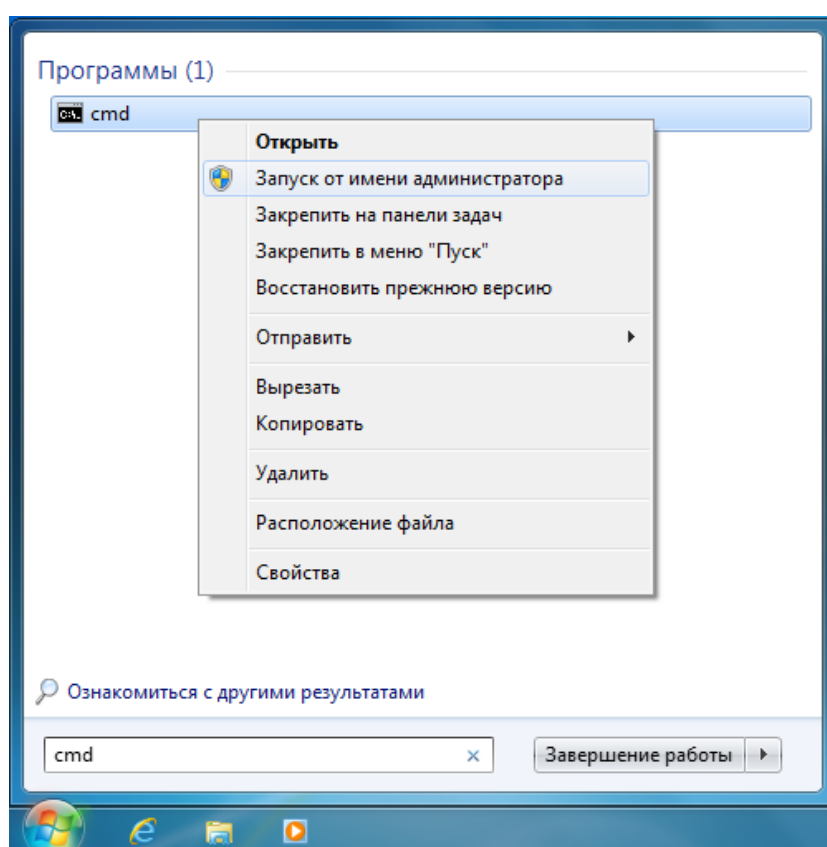 Программы (1)
C:\.
cmd
Открыть
Запуск от имени администратора
Закрепить на панели задач
Закрепить в меню "Пуск"
Восстановить прежнюю версию
Отправить
Вырезать
Копировать
Удалить
Расположение файла
Свойства
Ознакомиться с другими результатами
cmd
Завершение работы